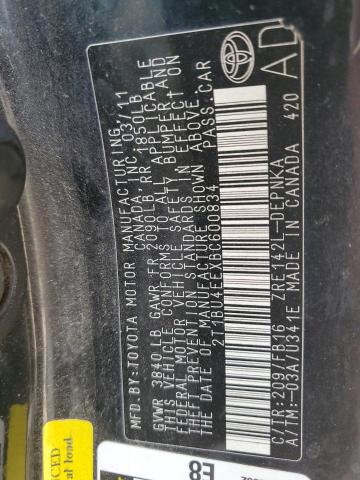 MFD.BY:TOYOTA MOTOR MANUFACTURING
CANADA, INC.03/11
GVWR 3840LB GAWR FR 2090LB RR 1850LB
THIS VEHICLE CONFORMS TO ALL APPLICABLE
FEDERAL MOTOR VEHICLE SAFETY, BUMPER AND
THEFT PREVENTION STANDARDS IN EFFECT ON
THE DATE OF MANUFACTURE SHOWN ABOVE.
2T1BU4EEXBC600834 PASS.CAR
C/TR:209/FB16 ZRE142L-DEPNKA
A/TM:-03A/U341E MADE IN CANADA 420
TOYOTA
AD